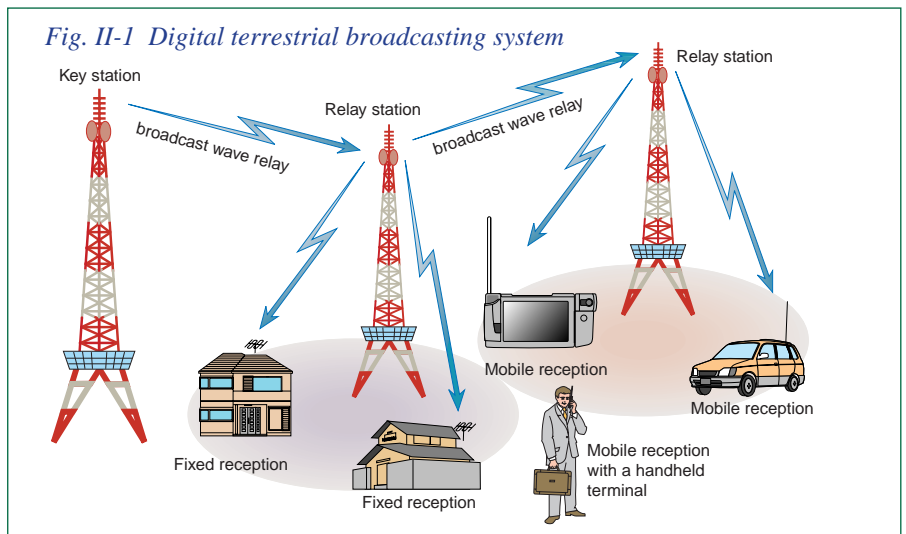 Fig. II-1 Digital terrestrial broadcasting system
Key station
Relay station
Relay station
broadcast wave relay
broadcast wave relay
Mobile reception
Mobile reception
Fixed reception
Fixed reception
Mobile reception
with a handheld
terminal